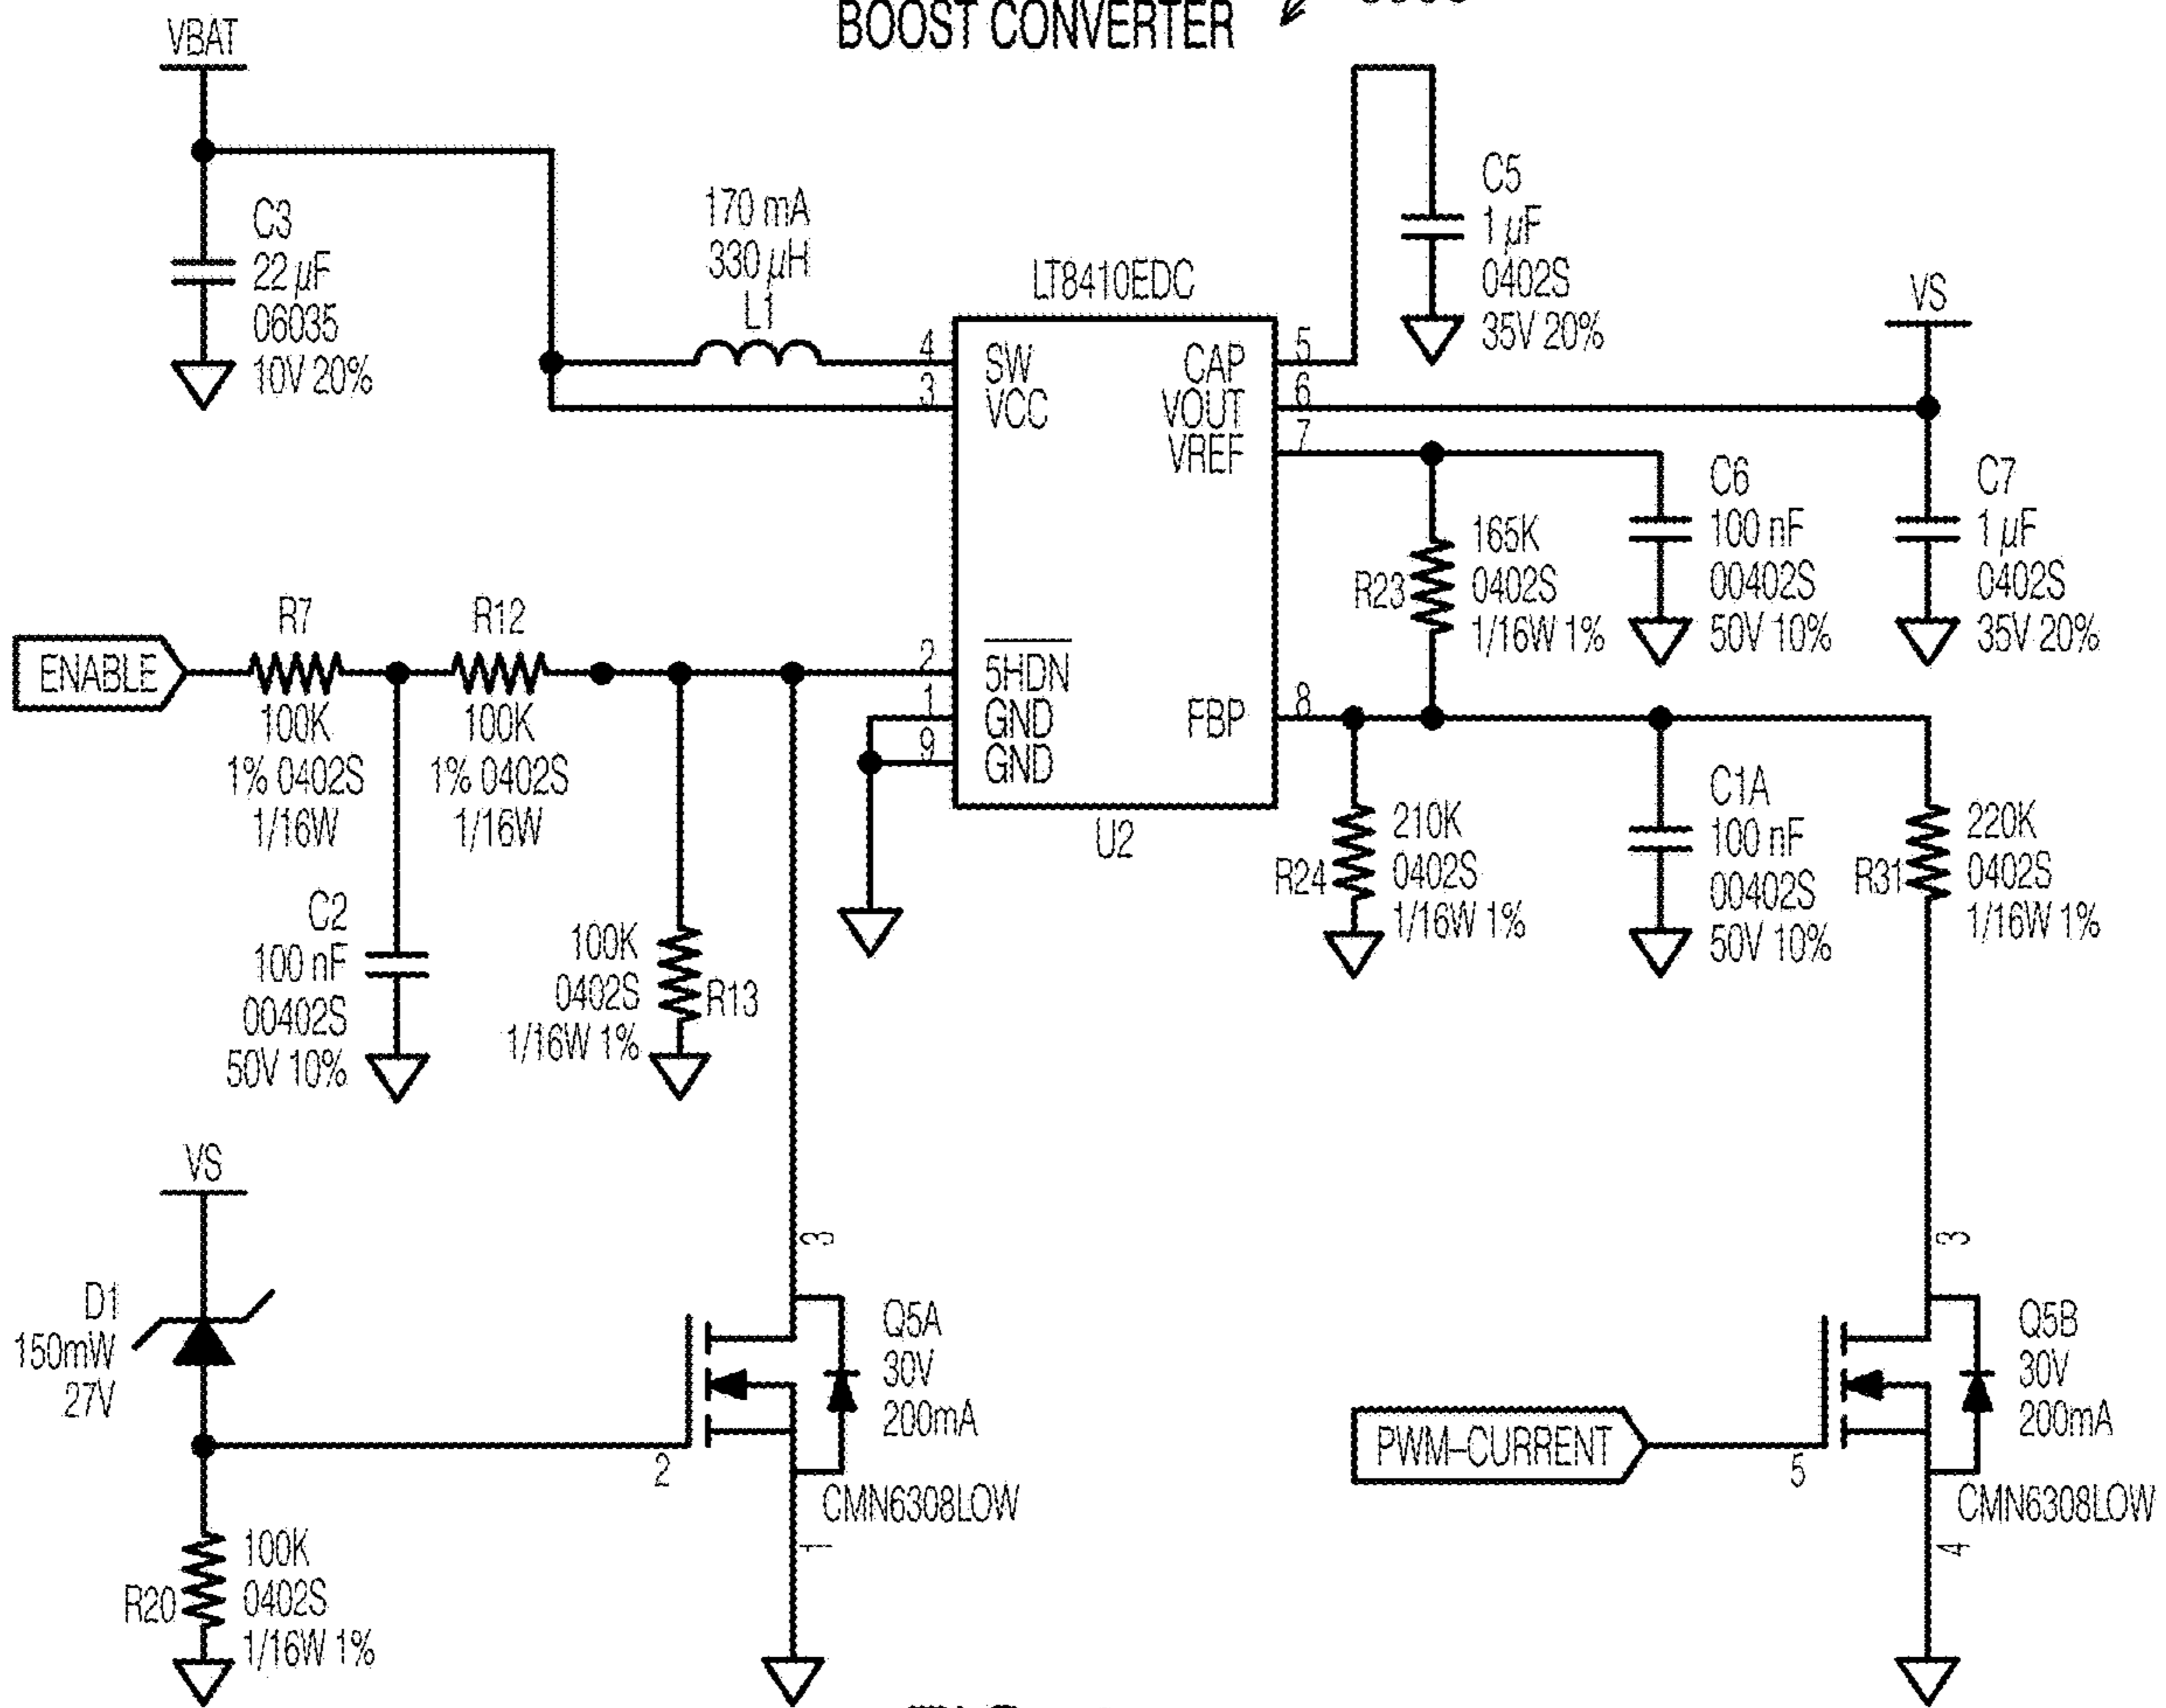 BOOST CONVERTER
VBAT
C3
22 µF
06035
10V 20%
170 mA
330 µH
L1
LT8410EDC
4
3
SW
VCC
2
1
9
5HDN
GND
GND
CAP
VOUT
VREF
FBP
5
6
7
8
U2
C5
1 µF
0402S
35V 20%
VS
C6
100 nF
00402S
50V 10%
C7
1 µF
0402S
35V 20%
R23
165K
0402S
1/16W 1%
ENABLE
R7
100K
1% 0402S
1/16W
R12
100K
1% 0402S
1/16W
C2
100 nF
00402S
50V 10%
100K
0402S
1/16W 1%
R13
R24
210K
0402S
1/16W 1%
C1A
100 nF
00402S
50V 10%
R31
220K
0402S
1/16W 1%
VS
D1
150mW
27V
R20
100K
0402S
1/16W 1%
2
3
1
Q5A
30V
200mA
CMN6308LOW
PWM-CURRENT
5
3
4
Q5B
30V
200mA
CMN6308LOW